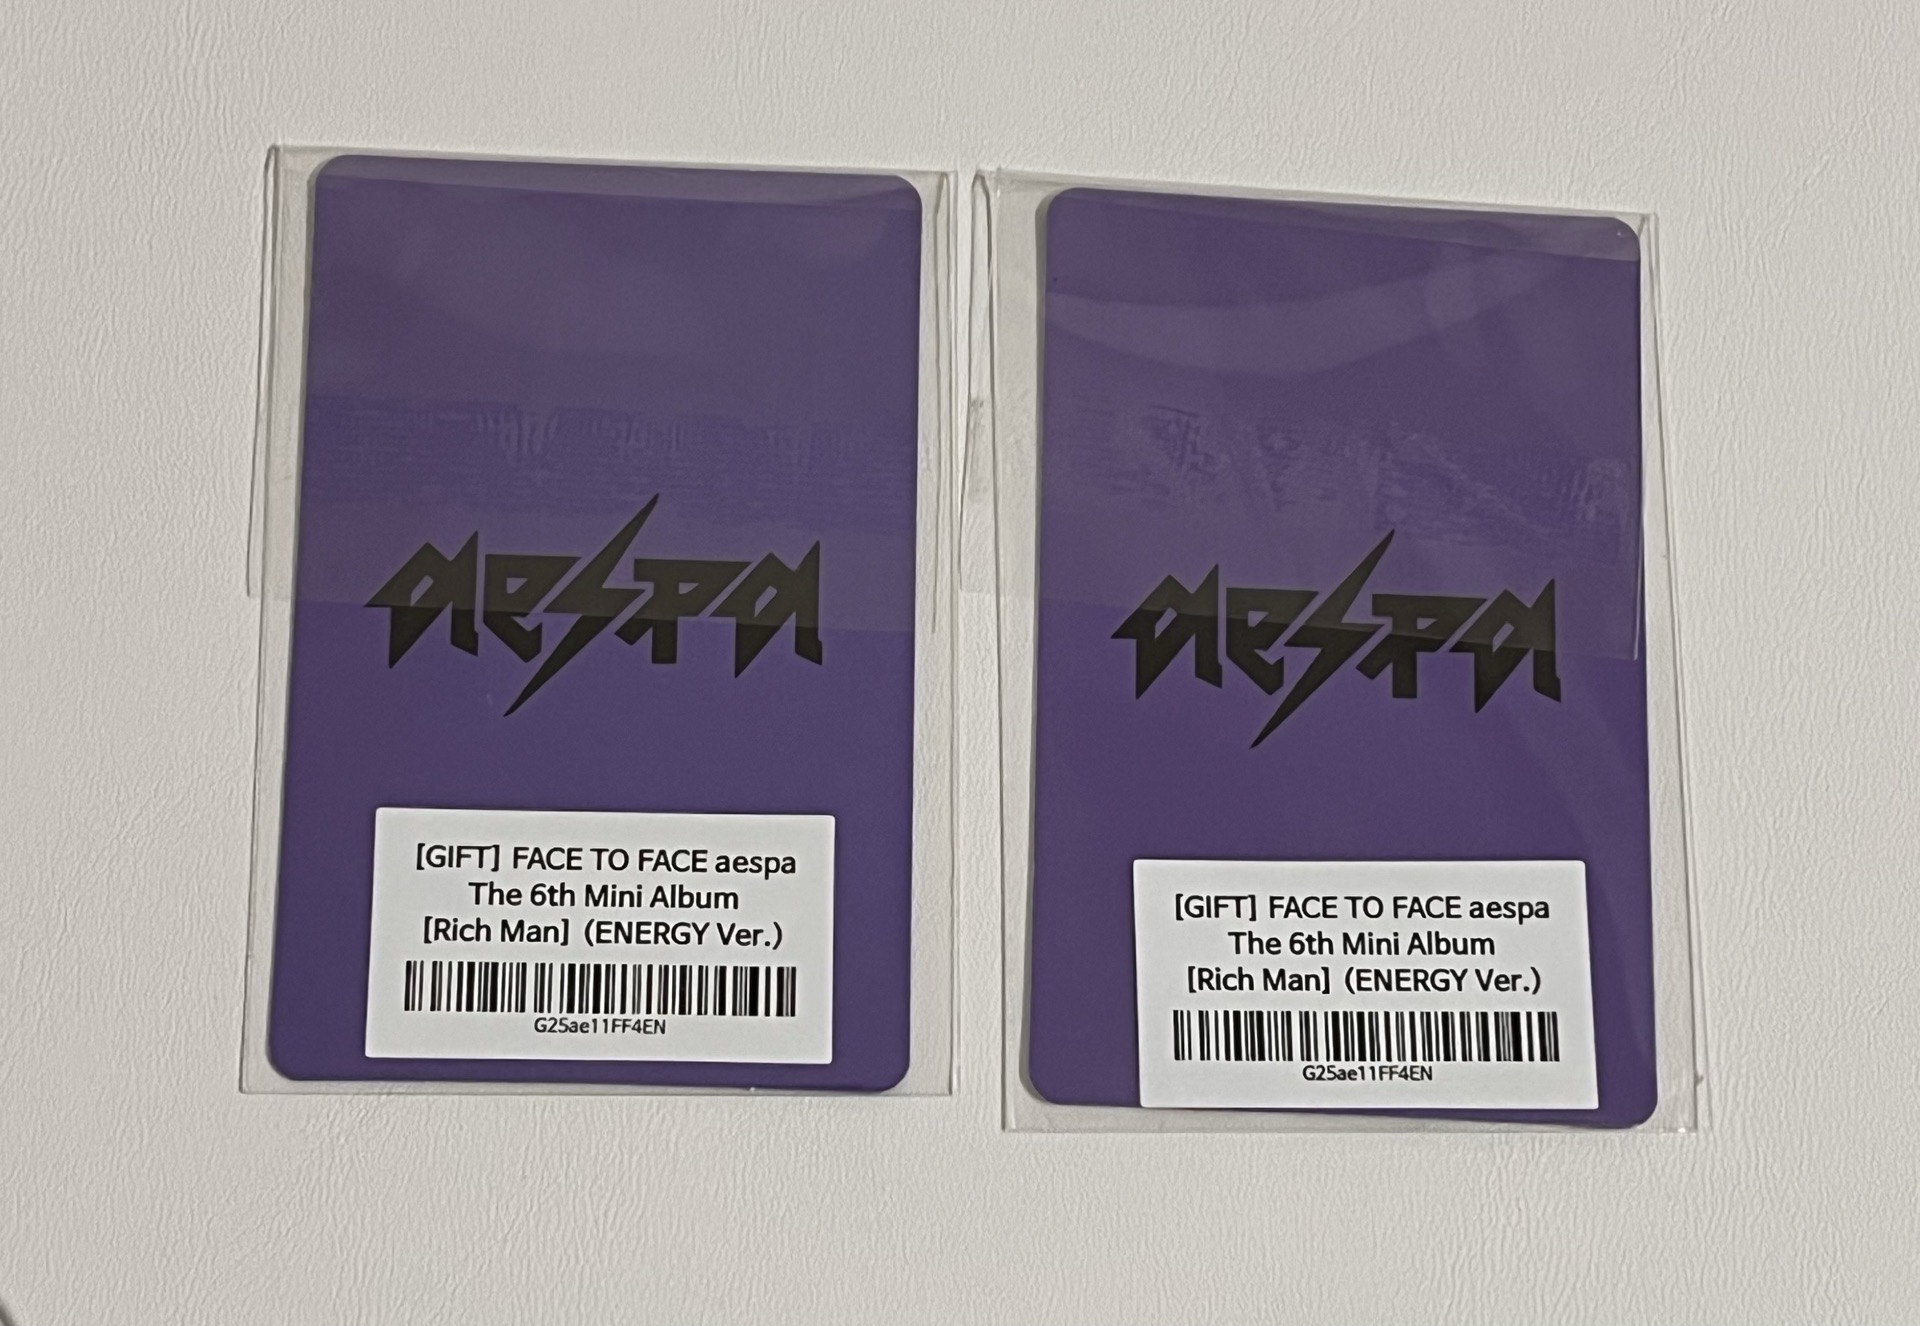 aespa
[GIFT] FACE TO FACE aespa
The 6th Mini Album
[Rich Man] (ENERGY Ver.)
G25ae11FF4EN
aespa
[GIFT] FACE TO FACE aespa
The 6th Mini Album
[Rich Man] (ENERGY Ver.)
G25ae11FF4EN